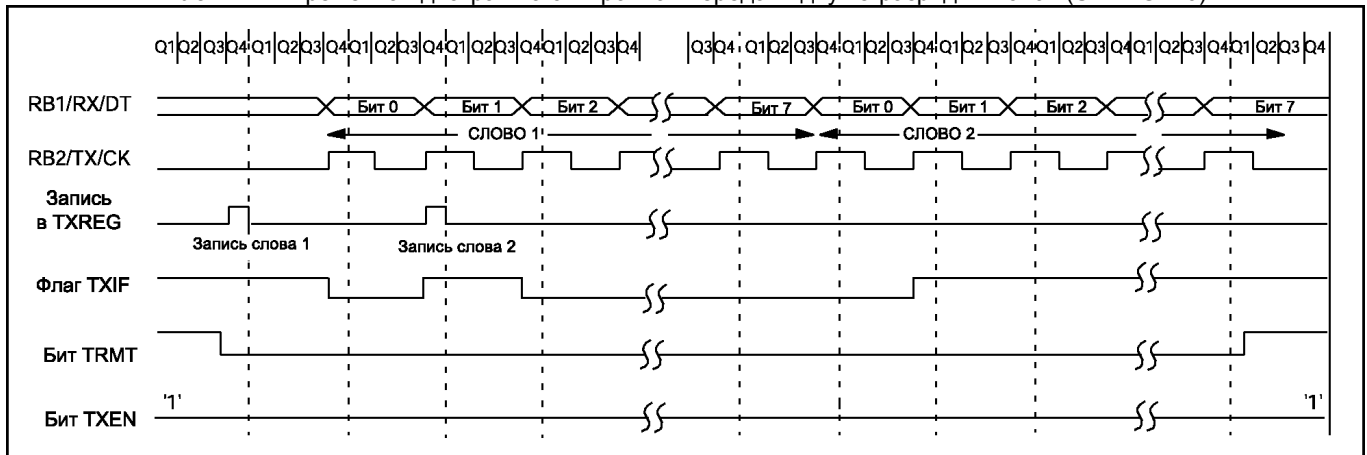 Q1 Q2 Q3 Q4 Q1 Q2 Q3 Q4 Q1 Q2 Q3 Q4 Q1 Q2 Q3 Q4 Q1 Q2 Q3 Q4 Q3 Q4 Q1 Q2 Q3 Q4 Q1 Q2 Q3 Q4 Q1 Q2 Q3 Q4 Q1 Q2 Q3 Q4 Q1 Q2 Q3 Q4 Q1 Q2 Q3 Q4
RB1/RX/DT Бит 0 Бит 1 Бит 2 Бит 7 Бит 0 Бит 1 Бит 2 Бит 7
СЛОВО 1 СЛОВО 2
RB2/TX/CK
Запись
в TXREG
Запись слова 1 Запись слова 2
Флаг TXIF
Бит TRMT
'1' '1'
Бит TXEN